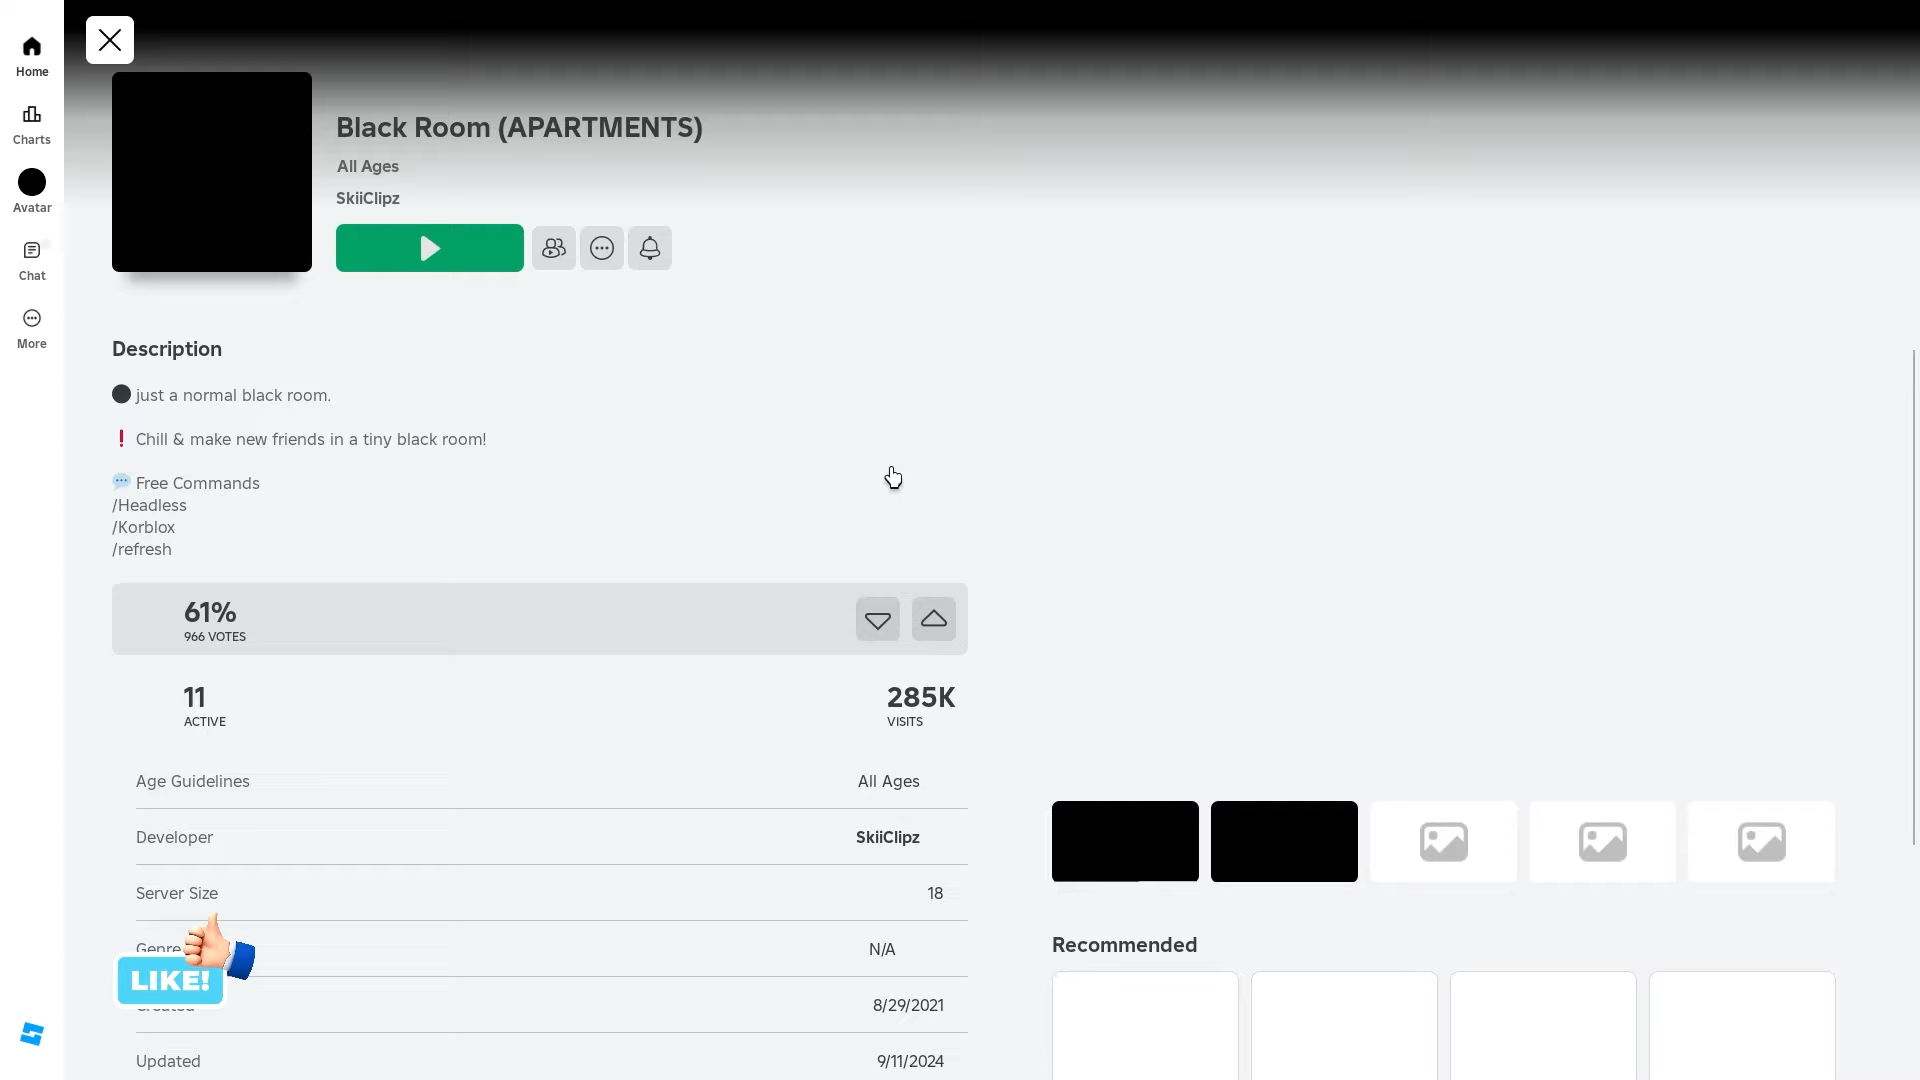 Home
Charts
Avatar
Chat
More
Black Room (APARTMENTS)
All Ages
SkiiClipz
Description
just a normal black room.
❗ Chill & make new friends in a tiny black room!
💬 Free Commands
/Headless
/Korblox
/refresh
61%
966 VOTES
11
ACTIVE
285K
VISITS
Age Guidelines
All Ages
Developer
SkiiClipz
Server Size
18
Genre
N/A
LIKE!
Created
8/29/2021
Updated
9/11/2024
Recommended